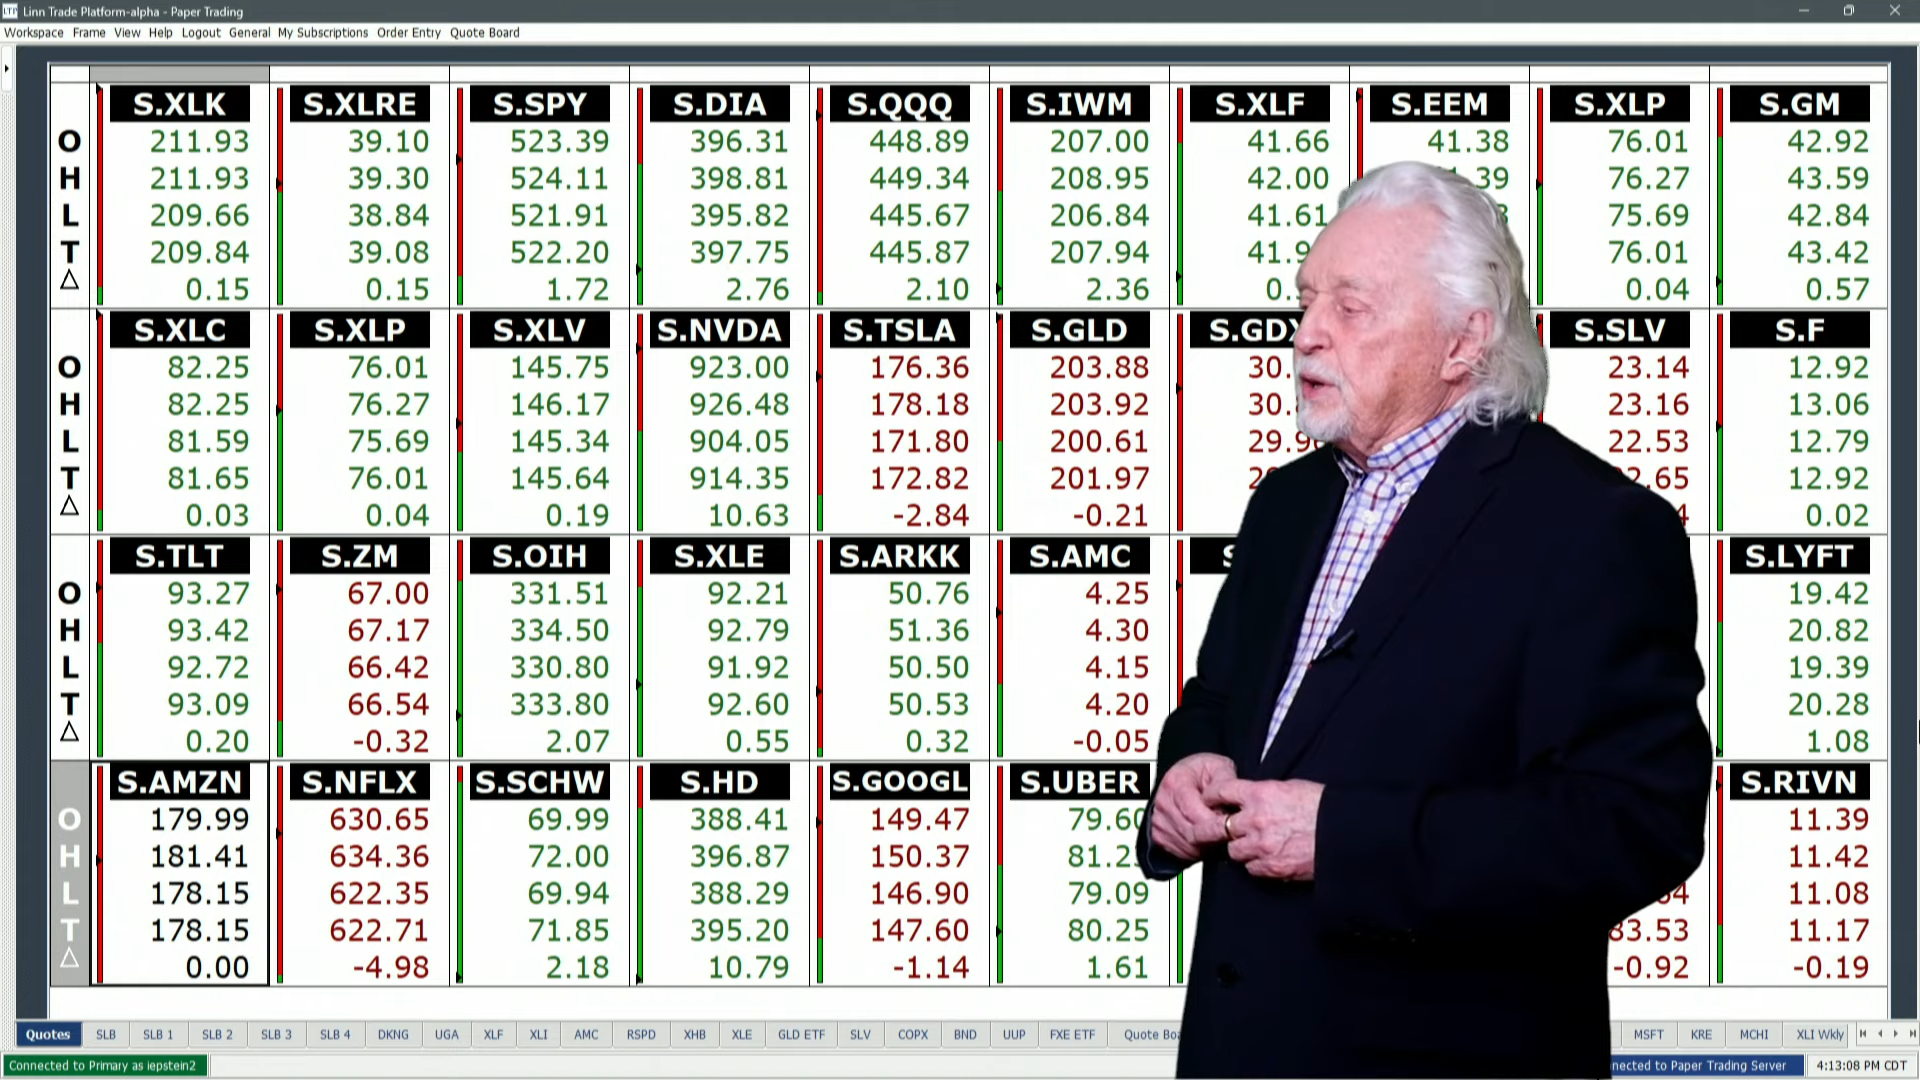 LTP Linn Trade Platform-alpha - Paper Trading
Workspace Frame View Help Logout General My Subscriptions Order Entry Quote Board
S.XLK S.XLRE S.SPY S.DIA S.QQQ S.IWM S.XLF S.EEM S.XLP S.GM
O 211.93 39.10 523.39 396.31 448.89 207.00 41.66 41.38 76.01 42.92
H 211.93 39.30 524.11 398.81 449.34 208.95 42.00 76.27 43.59
L 209.66 38.84 521.91 395.82 445.67 206.84 41.61 75.69 42.84
T 209.84 39.08 522.20 397.75 445.87 207.94 76.01 43.42
△ 0.15 0.15 1.72 2.76 2.10 2.36 0.04 0.57
S.XLC S.XLP S.XLV S.NVDA S.TSLA S.GLD S.GDX S.SLV S.F
O 82.25 76.01 145.75 923.00 176.36 203.88 23.14 12.92
H 82.25 76.27 146.17 926.48 178.18 203.92 23.16 13.06
L 81.59 75.69 145.34 904.05 171.80 200.61 22.53 12.79
T 81.65 76.01 145.64 914.35 172.82 201.97 12.92
△ 0.03 0.04 0.19 10.63 -2.84 -0.21 0.02
S.TLT S.ZM S.OIH S.XLE S.ARKK S.AMC S.LYFT
O 93.27 67.00 331.51 92.21 50.76 4.25 19.42
H 93.42 67.17 334.50 92.79 51.36 4.30 20.82
L 92.72 66.42 330.80 91.92 50.50 4.15 19.39
T 93.09 66.54 333.80 92.60 50.53 4.20 20.28
△ 0.20 -0.32 2.07 0.55 0.32 -0.05 1.08
S.AMZN S.NFLX S.SCHW S.HD S.GOOGL S.UBER S.RIVN
O 179.99 630.65 69.99 388.41 149.47 79.60 11.39
H 181.41 634.36 72.00 396.87 150.37 11.42
L 178.15 622.35 69.94 388.29 146.90 79.09 11.08
T 178.15 622.71 71.85 395.20 147.60 80.25 83.53 11.17
△ 0.00 -4.98 2.18 10.79 -1.14 1.61 -0.92 -0.19
Quotes SLB SLB 1 SLB 2 SLB 3 SLB 4 DKNG UGA XLF XLI AMC RSPD XHB XLE GLD ETF SLV COPX BND UUP FXE ETF Quote MSFT KRE MCHI XLI Wkly
Connected to Primary as iepstein2 to Paper Trading Server 4:13:08 PM CDT